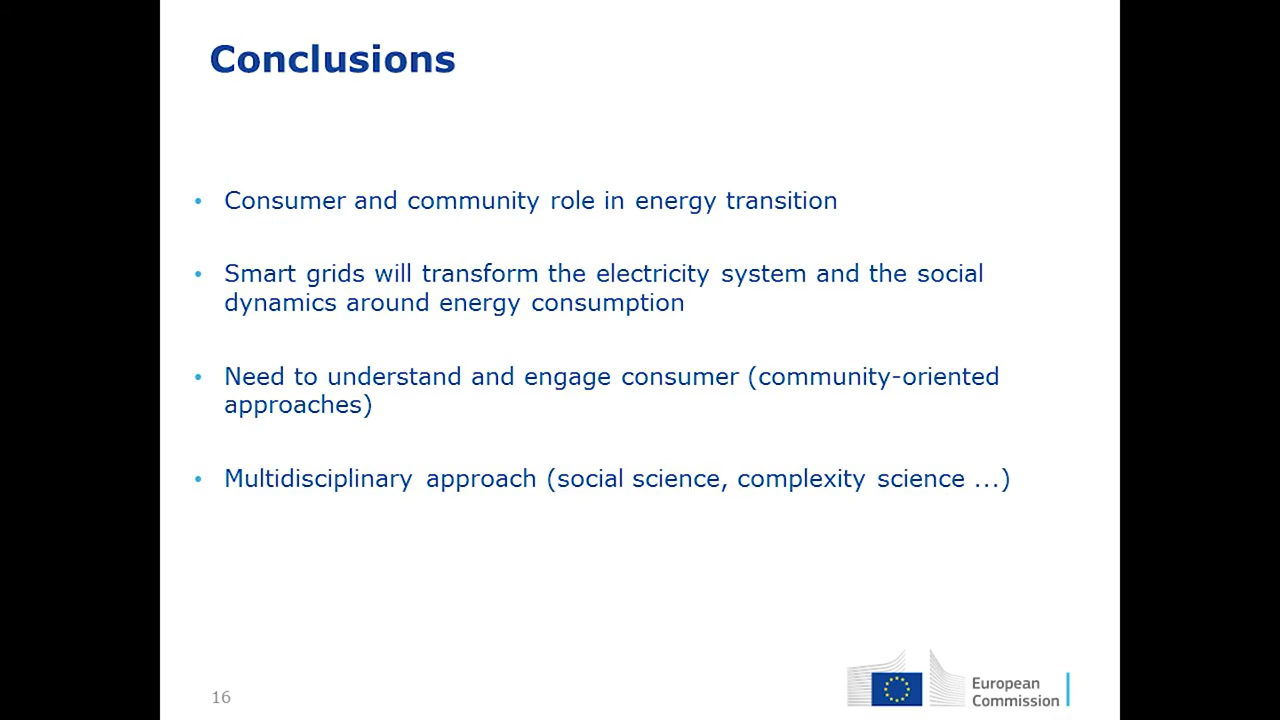 Conclusions
• Consumer and community role in energy transition
• Smart grids will transform the electricity system and the social
dynamics around energy consumption
• Need to understand and engage consumer (community-oriented
approaches)
• Multidisciplinary approach (social science, complexity science ...)
16
European
Commission